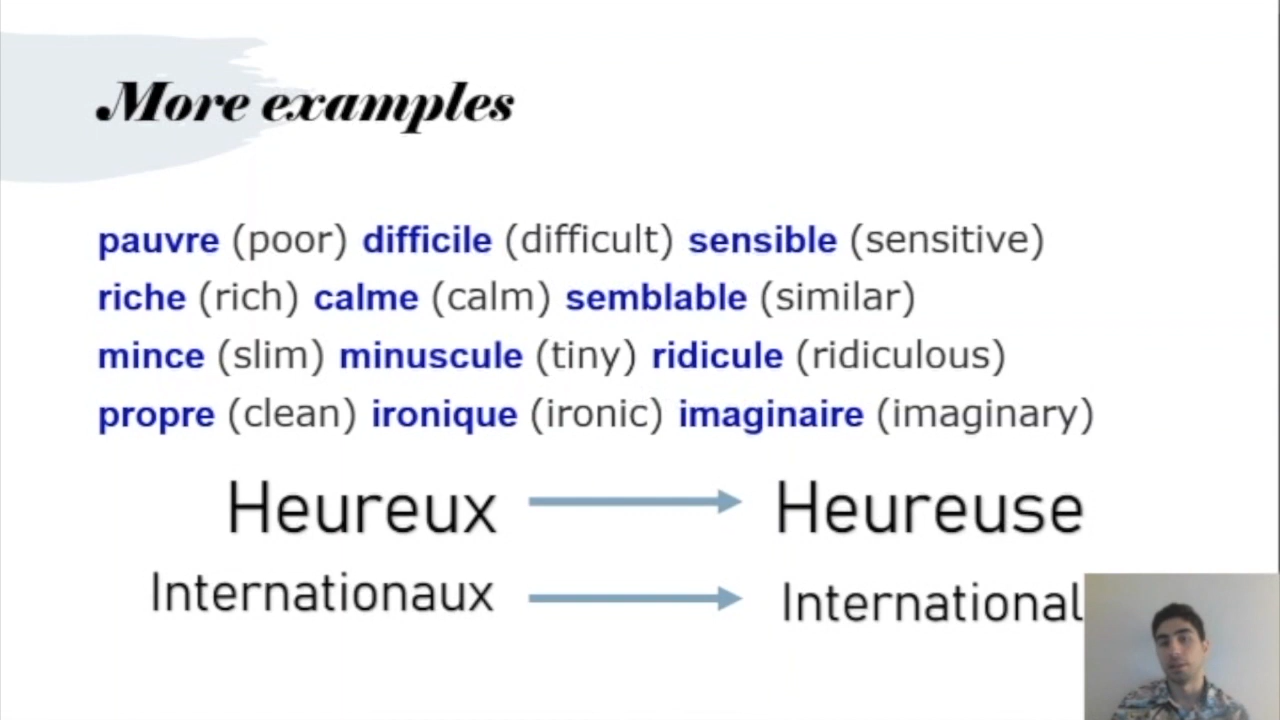 More examples
pauvre (poor) difficile (difficult) sensible (sensitive)
riche (rich) calme (calm) semblable (similar)
mince (slim) minuscule (tiny) ridicule (ridiculous)
propre (clean) ironique (ironic) imaginaire (imaginary)
Heureux Heureuse
Internationaux International